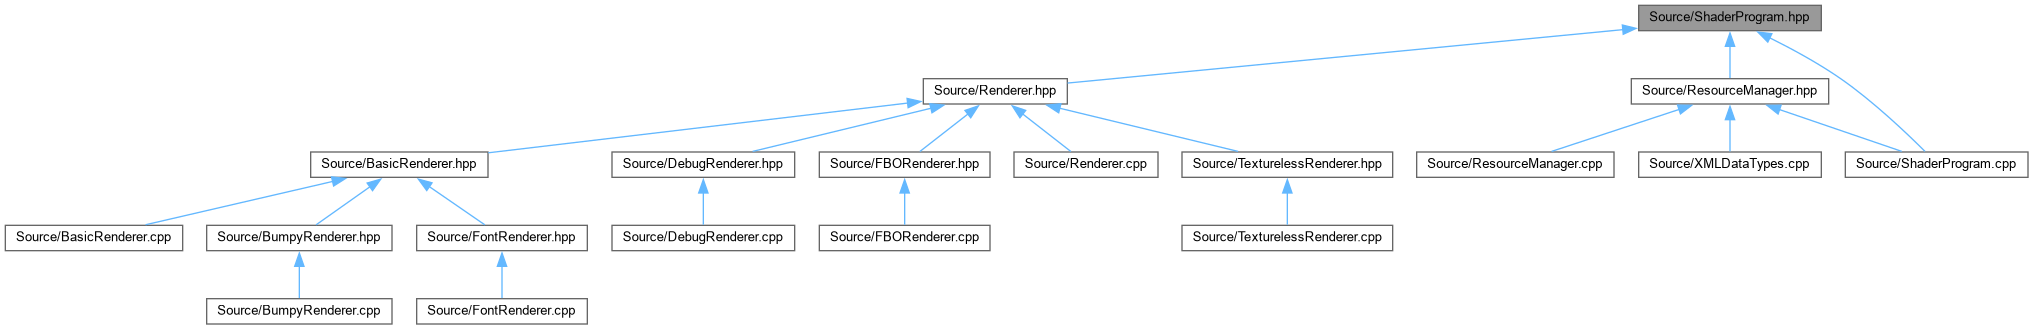 Source/ShaderProgram.hpp
Source/Renderer.hpp
Source/ResourceManager.hpp
Source/BasicRenderer.hpp
Source/DebugRenderer.hpp
Source/FBORenderer.hpp
Source/Renderer.cpp
Source/TexturelessRenderer.hpp
Source/ResourceManager.cpp
Source/XMLDataTypes.cpp
Source/ShaderProgram.cpp
Source/BasicRenderer.cpp
Source/BumpyRenderer.hpp
Source/FontRenderer.hpp
Source/DebugRenderer.cpp
Source/FBORenderer.cpp
Source/TexturelessRenderer.cpp
Source/BumpyRenderer.cpp
Source/FontRenderer.cpp